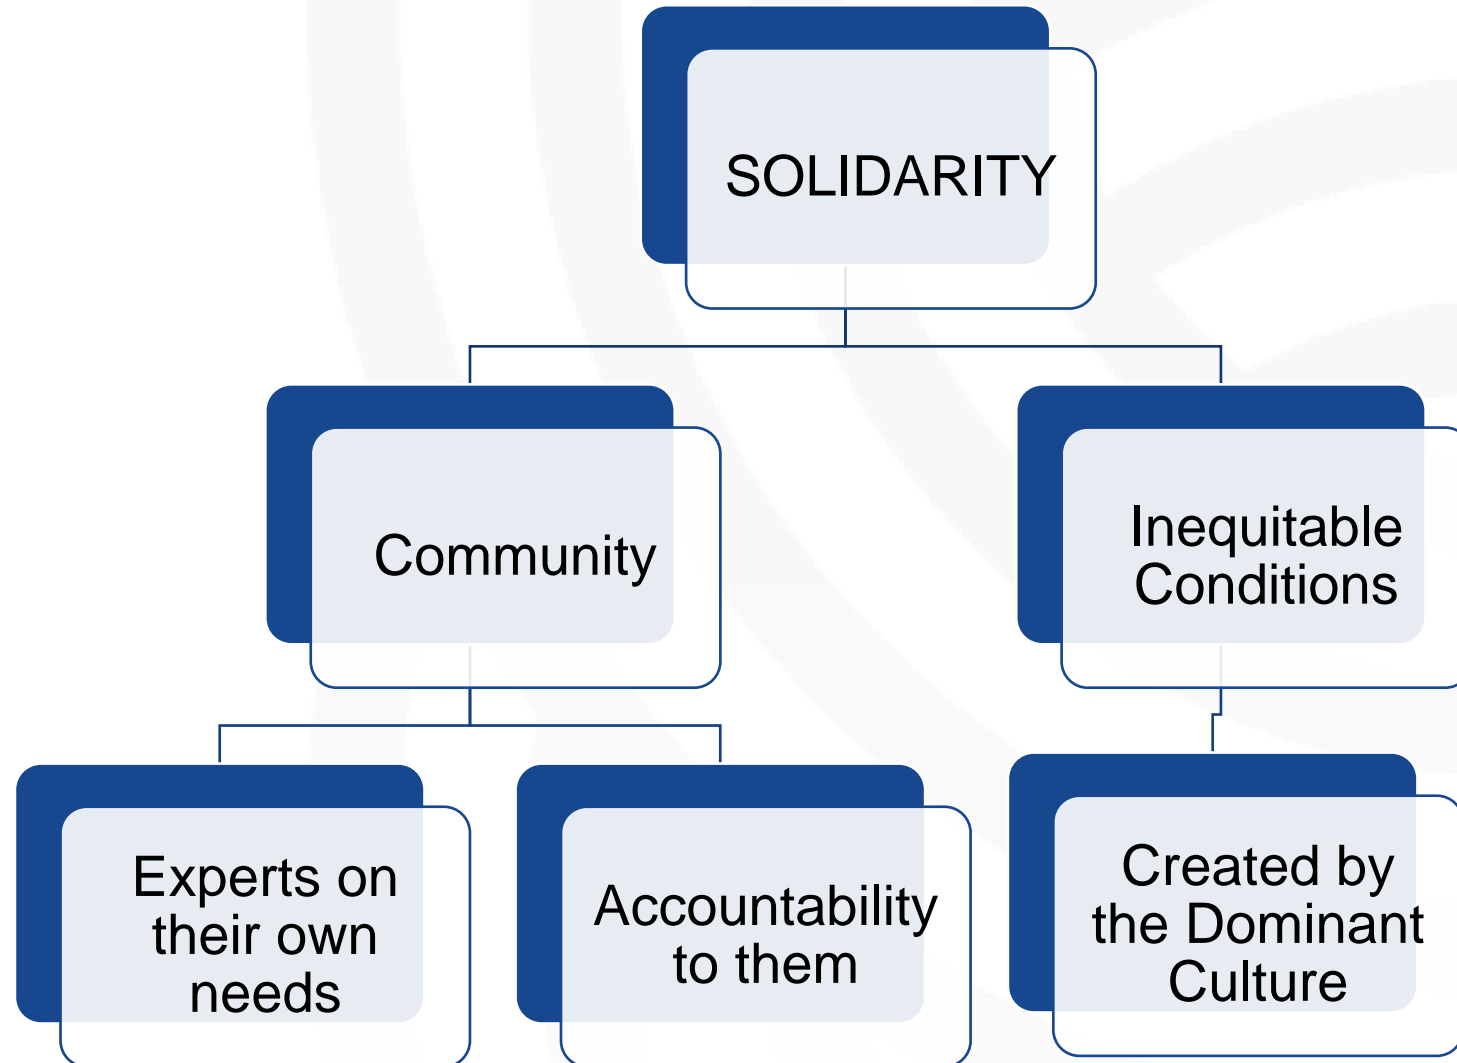 SOLIDARITY
Community
Inequitable
Conditions
Experts on
their own
needs
Accountability
to them
Created by
the Dominant
Culture